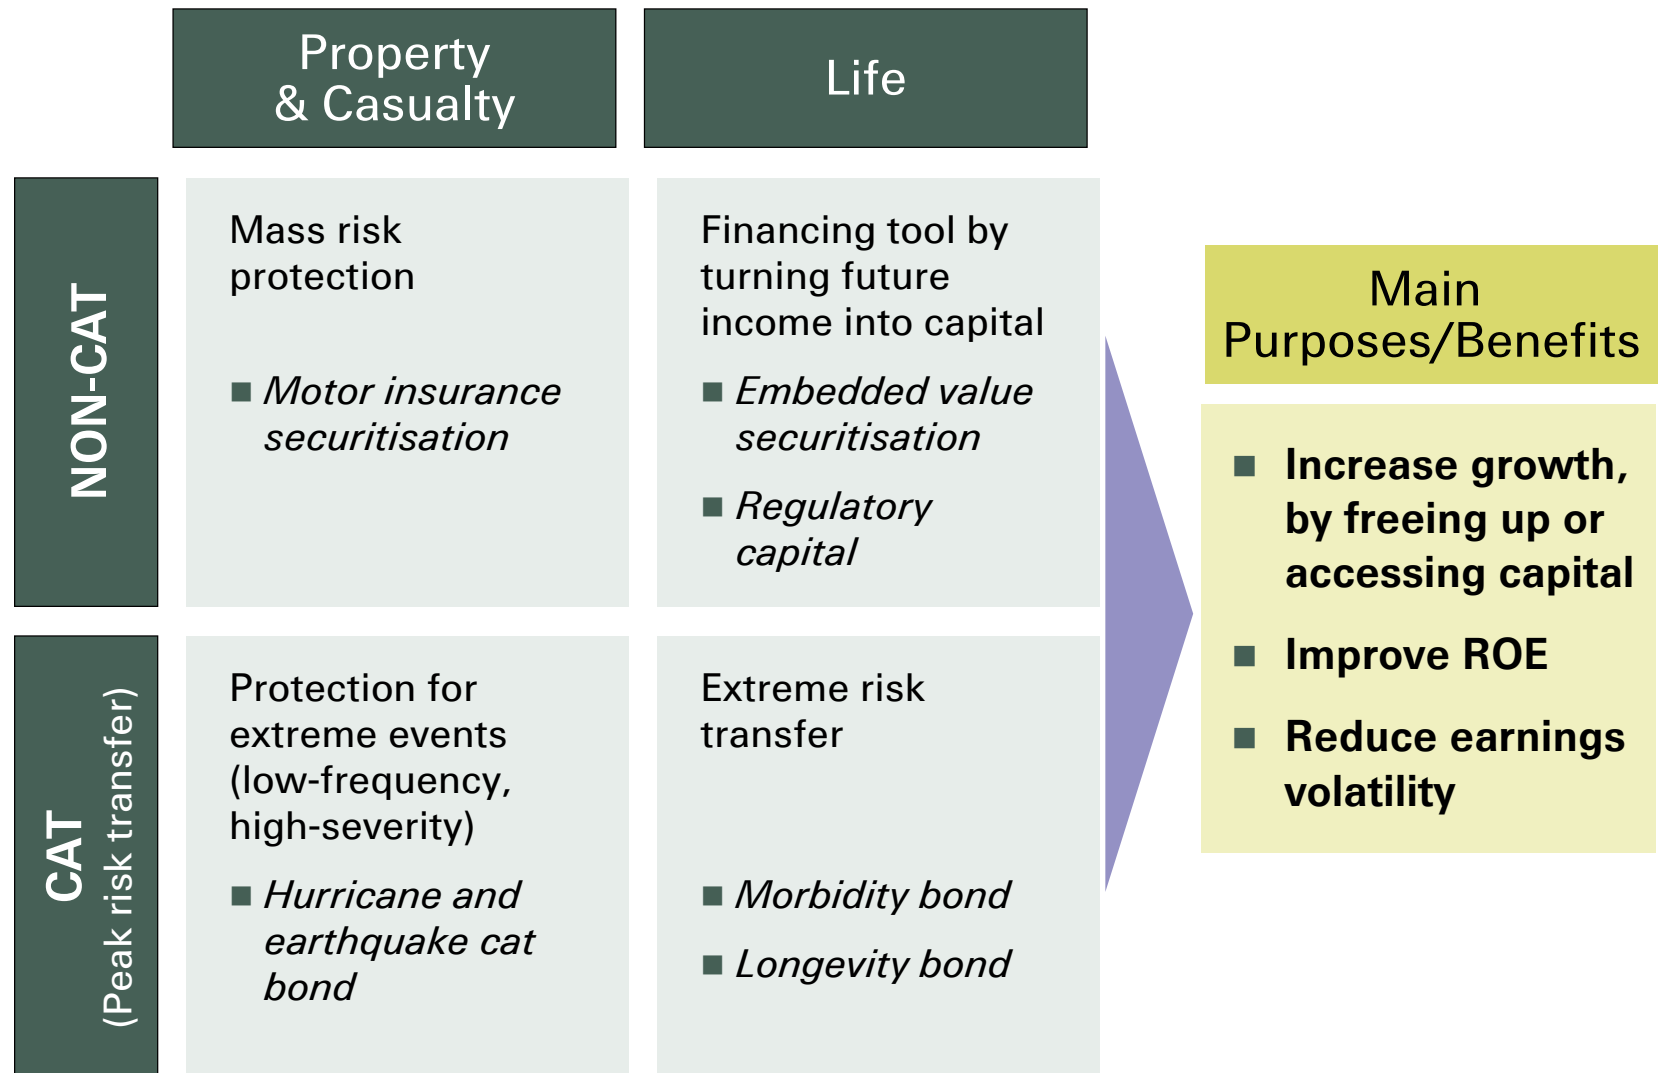 Property
& Casualty
Life
NON-CAT
Mass risk
protection
Motor insurance
securitisation
Financing tool by
turning future
income into capital
Embedded value
securitisation
Regulatory
capital
CAT
(Peak risk transfer)
Protection for
extreme events
(low-frequency,
high-severity)
Hurricane and
earthquake cat
bond
Extreme risk
transfer
Morbidity bond
Longevity bond
Main
Purposes/Benefits
Increase growth,
by freeing up or
accessing capital
Improve ROE
Reduce earnings
volatility